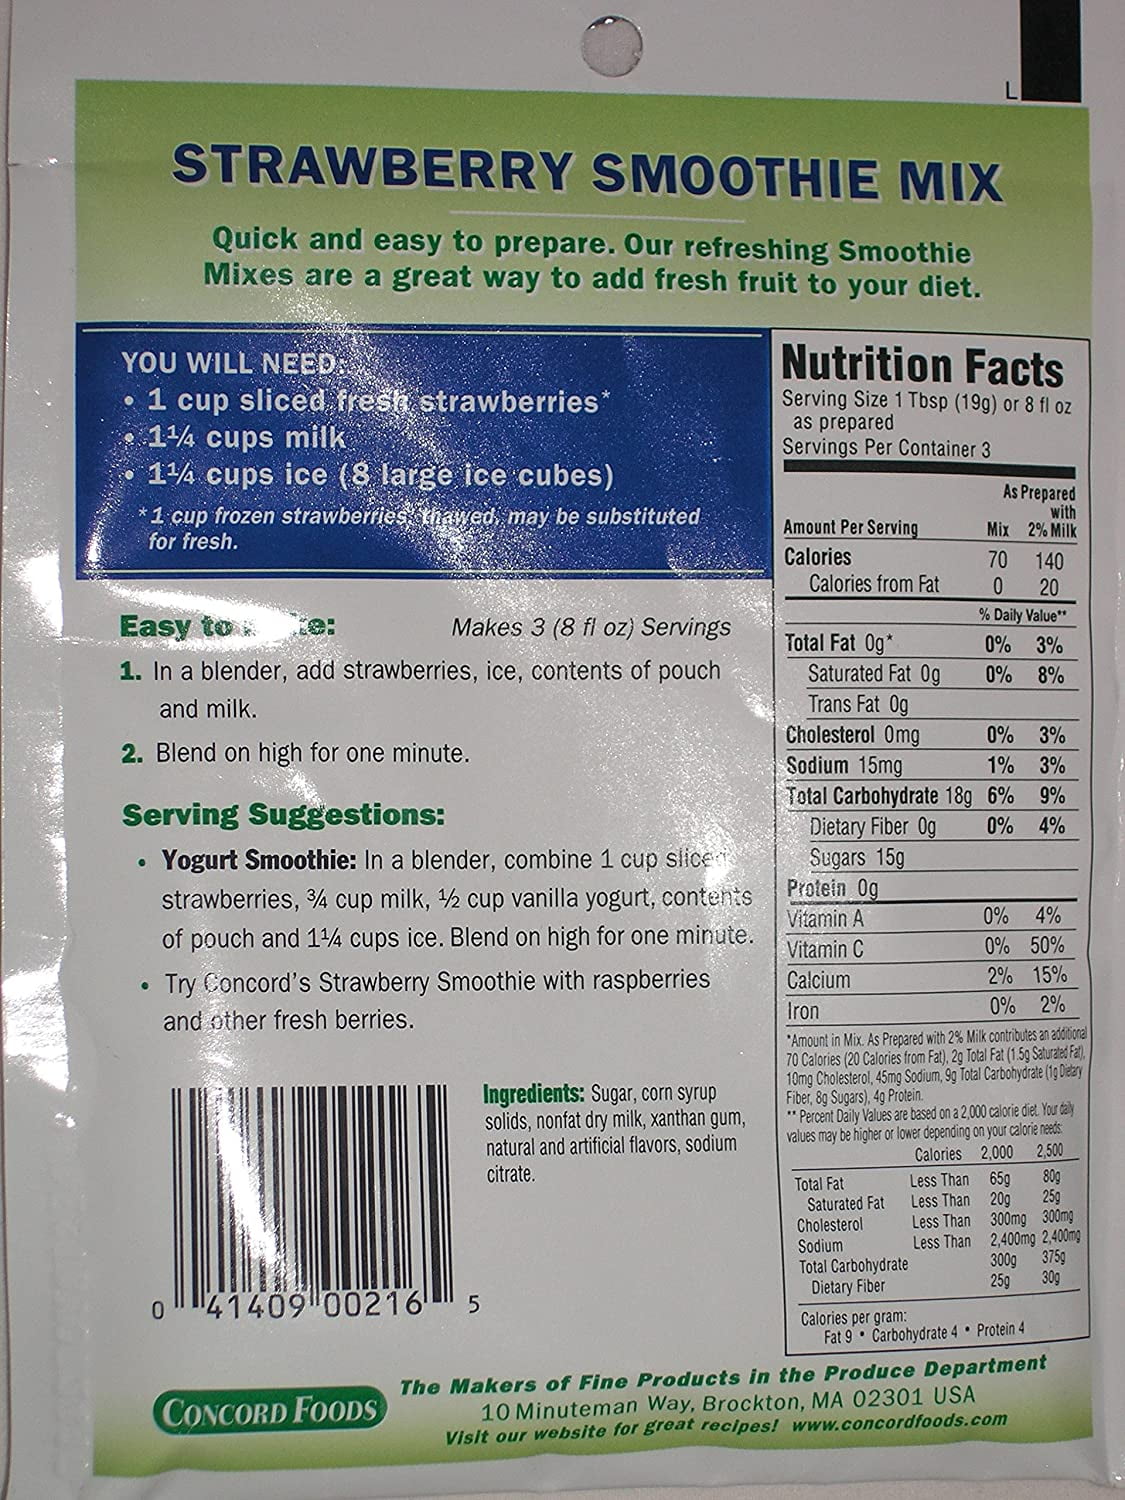 L
STRAWBERRY SMOOTHIE MIX
Quick and easy to prepare. Our refreshing Smoothie
Mixes are a great way to add fresh fruit to your diet.
YOU WILL NEED:
• 1 cup sliced fresh strawberries*
• 1¼ cups milk
• 1¼ cups ice (8 large ice cubes)
*1 cup frozen strawberries, thawed, may be substituted
for fresh.
Easy to
Makes 3 (8 fl oz) Servings
1. In a blender, add strawberries, ice, contents of pouch
and milk.
2. Blend on high for one minute.
Serving Suggestions:
• Yogurt Smoothie: In a blender, combine 1 cup sliced
strawberries, ¾ cup milk, ½ cup vanilla yogurt, contents
of pouch and 1¼ cups ice. Blend on high for one minute.
• Try Concord's Strawberry Smoothie with raspberries
and other fresh berries.
Ingredients: Sugar, corn syrup
solids, nonfat dry milk, xanthan gum,
natural and artificial flavors, sodium
citrate.
0 41409 00216 5
Nutrition Facts
Serving Size 1 Tbsp (19g) or 8 fl oz
as prepared
Servings Per Container 3
As Prepared
with
Amount Per Serving Mix 2% Milk
Calories 70 140
Calories from Fat 0 20
% Daily Value**
Total Fat 0g* 0% 3%
Saturated Fat 0g 0% 8%
Trans Fat 0g
Cholesterol 0mg 0% 3%
Sodium 15mg 1% 3%
Total Carbohydrate 18g 6% 9%
Dietary Fiber 0g 0% 4%
Sugars 15g
Protein 0g
Vitamin A 0% 4%
Vitamin C 0% 50%
Calcium 2% 15%
Iron 0% 2%
*Amount in Mix. As Prepared with 2% Milk contributes an additional
70 Calories (20 Calories from Fat), 2g Total Fat (1.5g Saturated Fat),
10mg Cholesterol, 45mg Sodium, 9g Total Carbohydrate (1g Dietary
Fiber, 8g Sugars), 4g Protein.
** Percent Daily Values are based on a 2,000 calorie diet. Your daily
values may be higher or lower depending on your calorie needs:
Calories 2,000 2,500
Total Fat Less Than 65g 80g
Saturated Fat Less Than 20g 25g
Cholesterol Less Than 300mg 300mg
Sodium Less Than 2,400mg 2,400mg
Total Carbohydrate 300g 375g
Dietary Fiber 25g 30g
Calories per gram:
Fat 9 • Carbohydrate 4 • Protein 4
CONCORD FOODS
The Makers of Fine Products in the Produce Department
10 Minuteman Way, Brockton, MA 02301 USA
Visit our website for great recipes! www.concordfoods.com